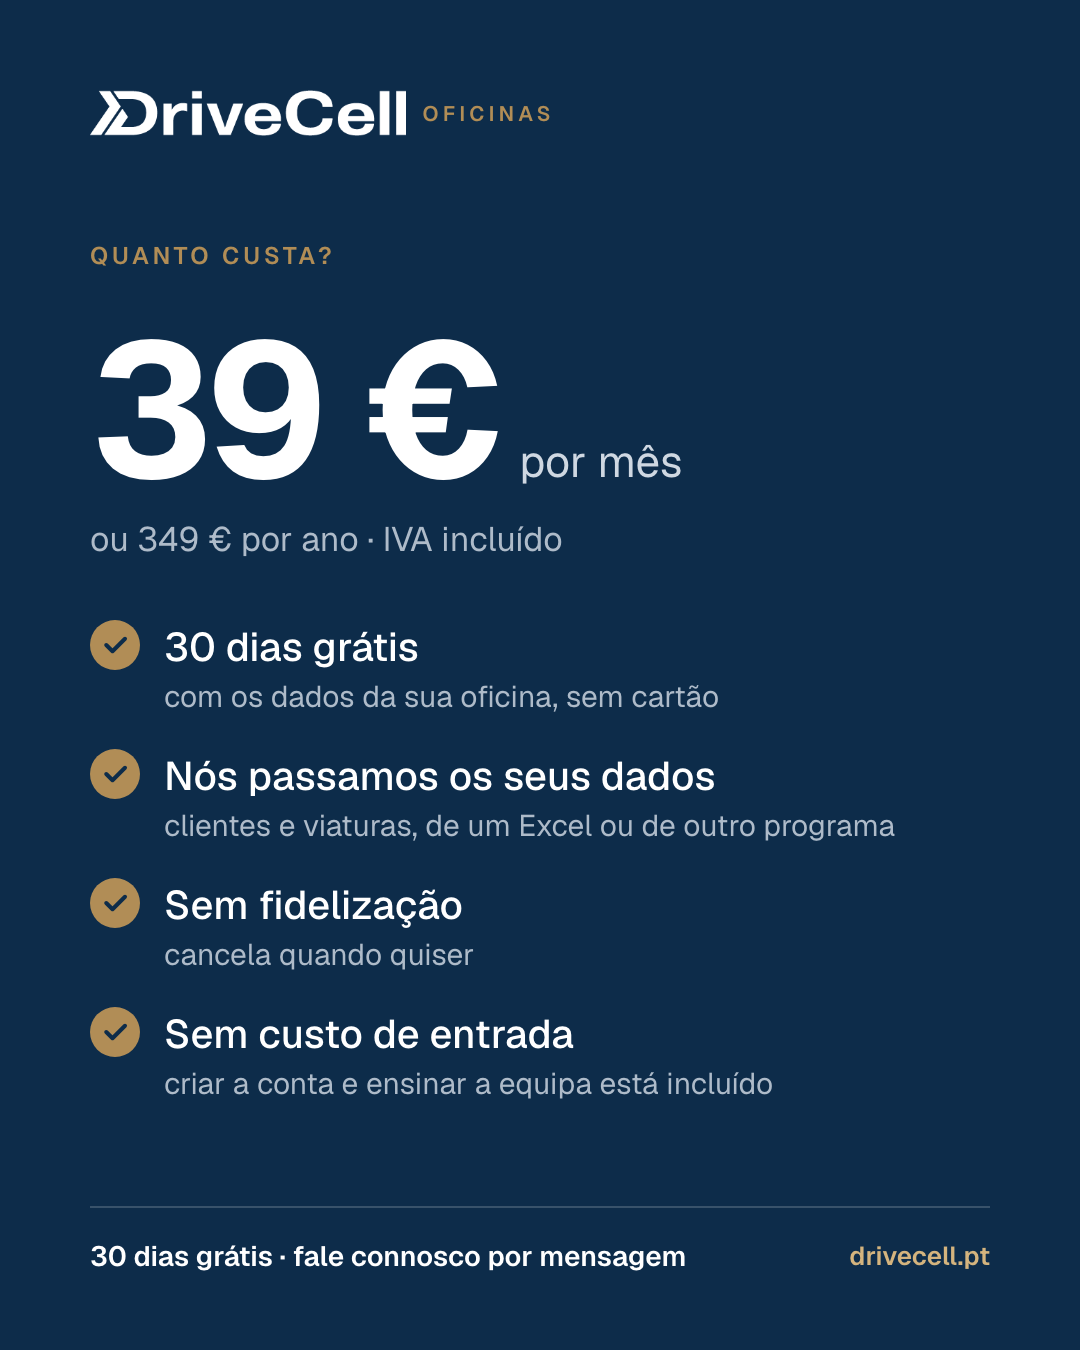 DriveCell OFICINAS
QUANTO CUSTA?
39 € por mês
ou 349 € por ano · IVA incluído
30 dias grátis
com os dados da sua oficina, sem cartão
Nós passamos os seus dados
clientes e viaturas, de um Excel ou de outro programa
Sem fidelização
cancela quando quiser
Sem custo de entrada
criar a conta e ensinar a equipa está incluído
30 dias grátis · fale connosco por mensagem drivecell.pt